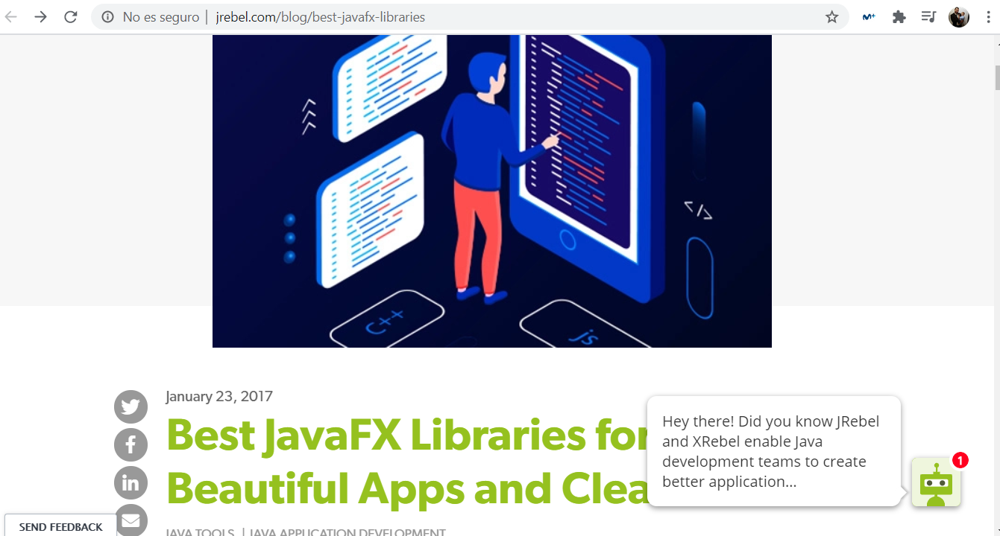 No es seguro | jrebel.com/blog/best-javafx-libraries
</>
C++
js
January 23, 2017
Best JavaFX Libraries for
Beautiful Apps and Clea
JAVA TOOLS | JAVA APPLICATION DEVELOPMENT
Hey there! Did you know JRebel
and XRebel enable Java
development teams to create
better application...
1
SEND FEEDBACK